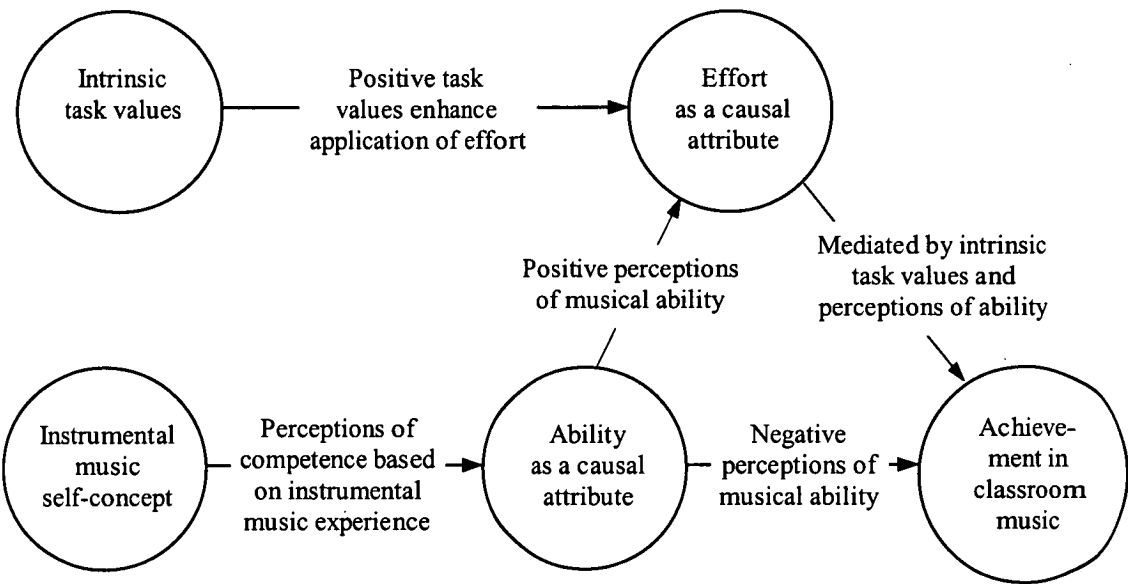 Intrinsic
task values
Positive task
values enhance
application of effort
Effort
as a causal
attribute
Positive perceptions
of musical ability
Mediated by intrinsic
task values and
perceptions of ability
Instrumental
music
self-concept
Perceptions of
competence based
on instrumental
music experience
Ability
as a causal
attribute
Negative
perceptions of
musical ability
Achieve-
ment in
classroom
music